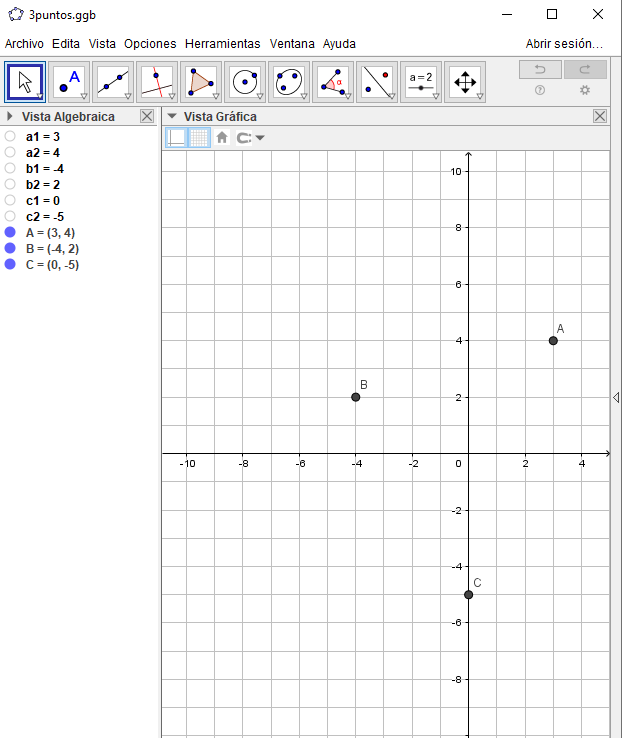 3puntos.ggb
Archivo Edita Vista Opciones Herramientas Ventana Ayuda Abrir sesión...
A
α
a=2
Vista Algebraica
Vista Gráfica
a1 = 3
a2 = 4
b1 = -4
b2 = 2
c1 = 0
c2 = -5
A = (3, 4)
B = (-4, 2)
C = (0, -5)
10
8
6
A
4
B
2
-10 -8 -6 -4 -2 0 2 4
-2
-4
C
-6
-8